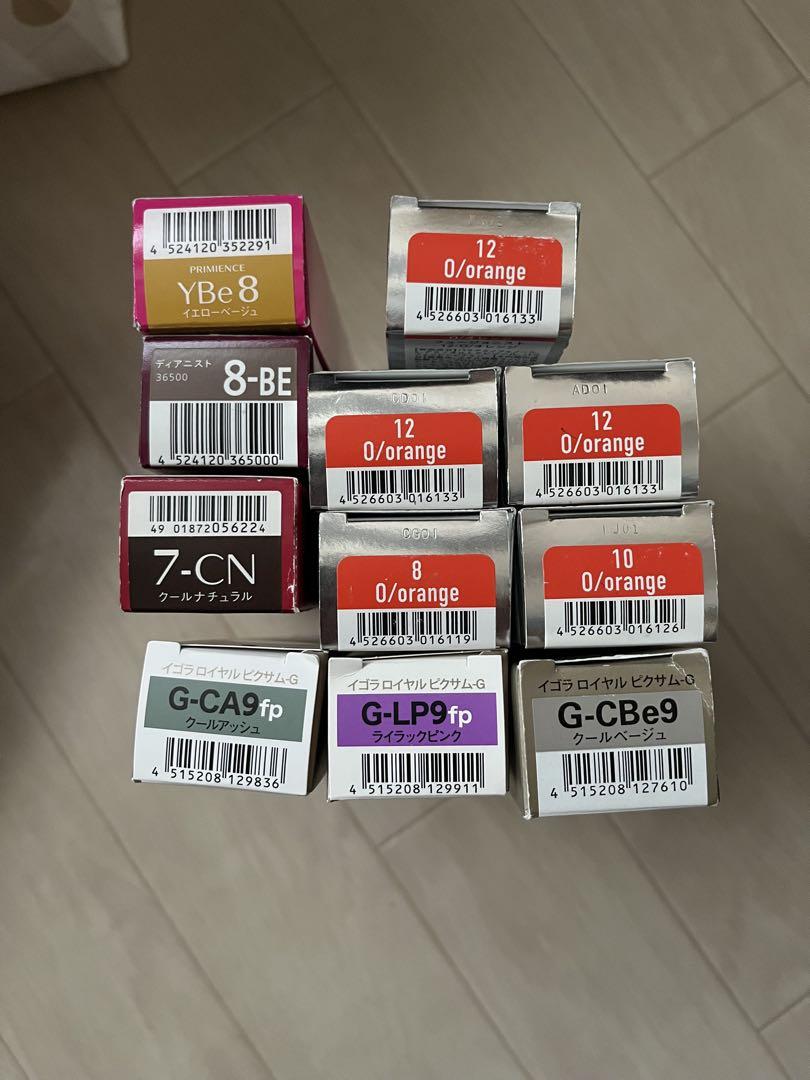 4 524120 352291
PRIMIENCE
YBe 8
イエローベージュ
12
O/orange
4 526603 016133
ディアニスト
36500
8-BE
4 524120 365000
CD01
12
O/orange
4 526603 016133
AD01
12
O/orange
4 526603 016133
49 01872 056224
7-CN
クールナチュラル
CG01
8
O/orange
4 526603 016119
10
O/orange
4 526603 016126
イゴラ ロイヤル ピクサム-G
G-CA9fp
クールアッシュ
4 515208 129836
イゴラ ロイヤル ピクサム-G
G-LP9fp
ライラックピンク
4 515208 129911
イゴラ ロイヤル ピクサム-G
G-CBe9
クールベージュ
4 515208 127610